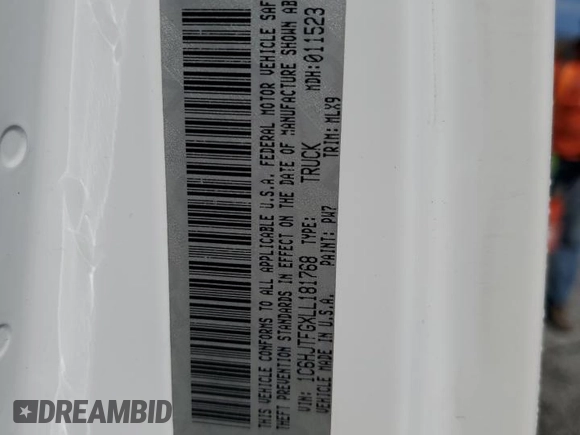 THIS VEHICLE CONFORMS TO ALL APPLICABLE U.S.A. FEDERAL MOTOR VEHICLE SAF
THEFT PREVENTION STANDARDS IN EFFECT ON THE DATE OF MANUFACTURE SHOWN AB
VIN: 1C6HJTFGXLL181768 TYPE: TRUCK MDH: 011523
VEHICLE MADE IN U.S.A. PAINT: PW7 TRIM: MLX9
DREAMBID